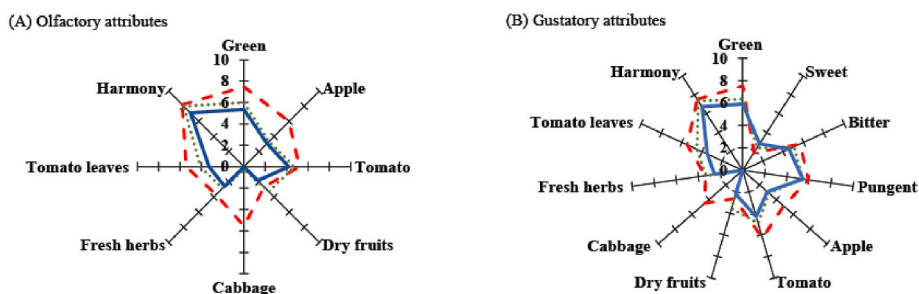 (A) Olfactory attributes
Green
10
8
6
4
2
0
Harmony
Apple
Tomato leaves
Tomato
Fresh herbs
Dry fruits
Cabbage
(B) Gustatory attributes
Green
10
8
6
4
2
0
Harmony
Sweet
Tomato leaves
Bitter
Fresh herbs
Pungent
Cabbage
Apple
Dry fruits
Tomato